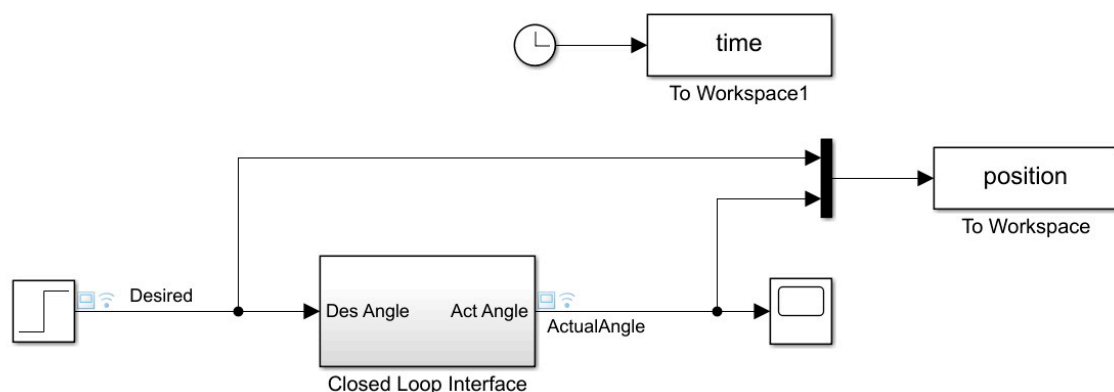 time
To Workspace1
position
To Workspace
Desired
Des Angle
Act Angle
ActualAngle
Closed Loop Interface